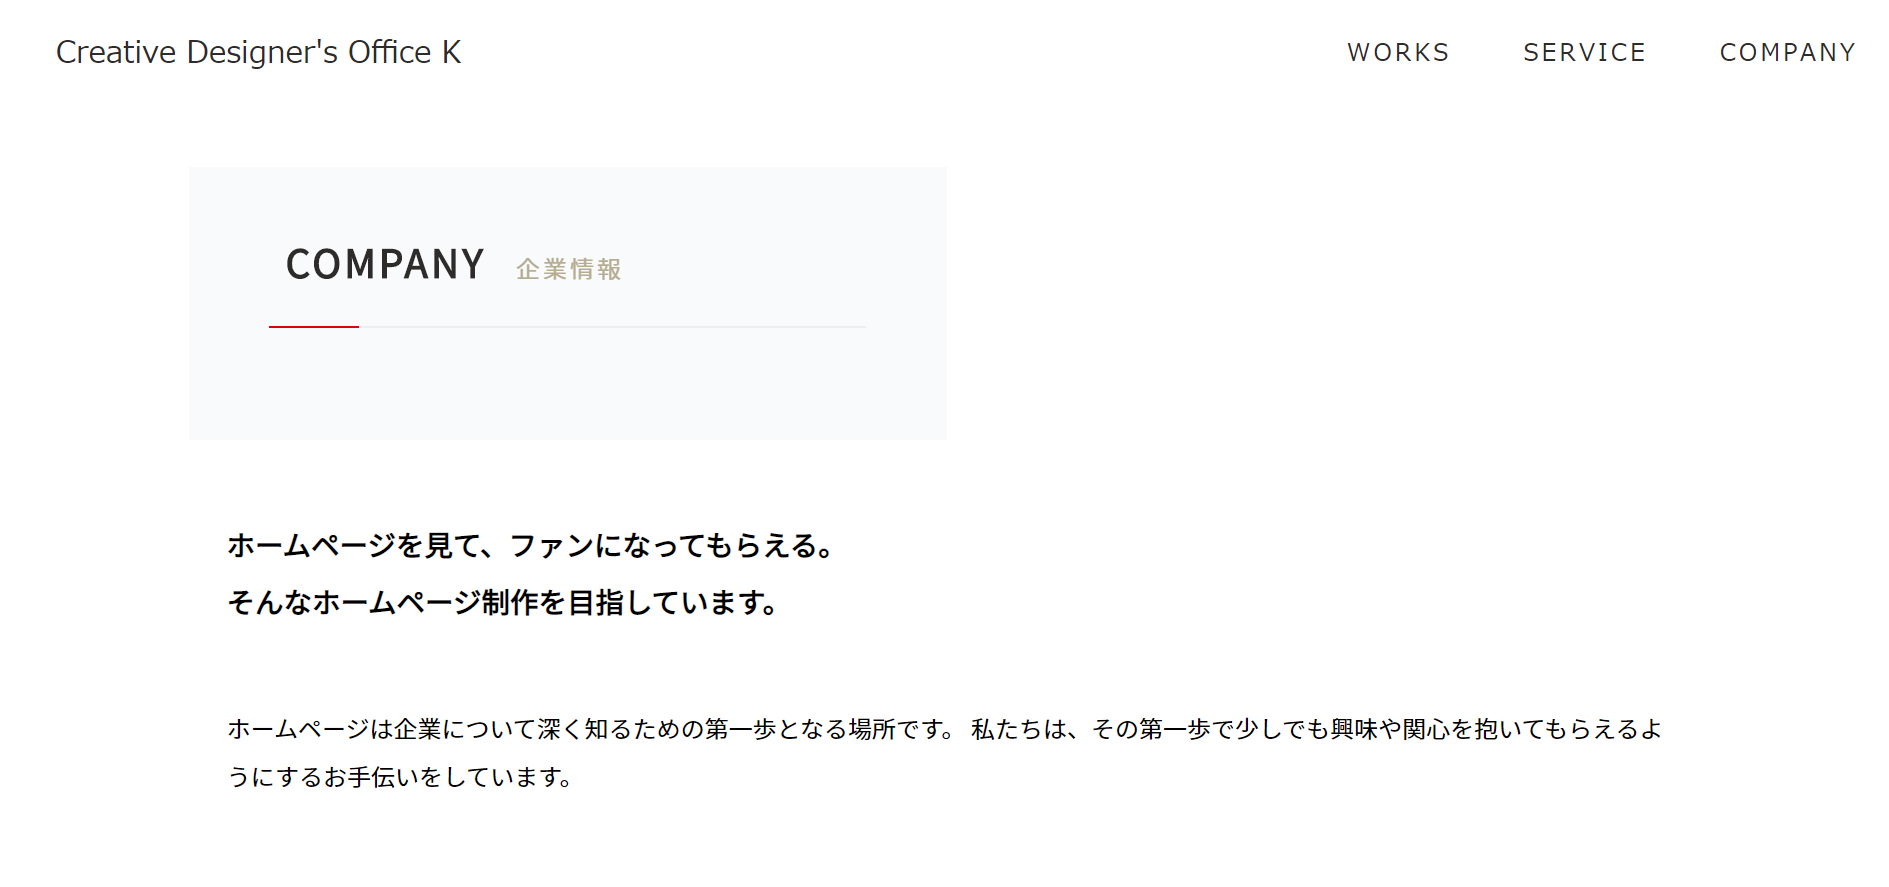 Creative Designer's Office K
WORKS SERVICE COMPANY
COMPANY 企業情報
ホームページを見て、ファンになってもらえる。
そんなホームページ制作を目指しています。
ホームページは企業について深く知るための第一歩となる場所です。 私たちは、その第一歩で少しでも興味や関心を抱いてもらえるよ
うにするお手伝いをしています。